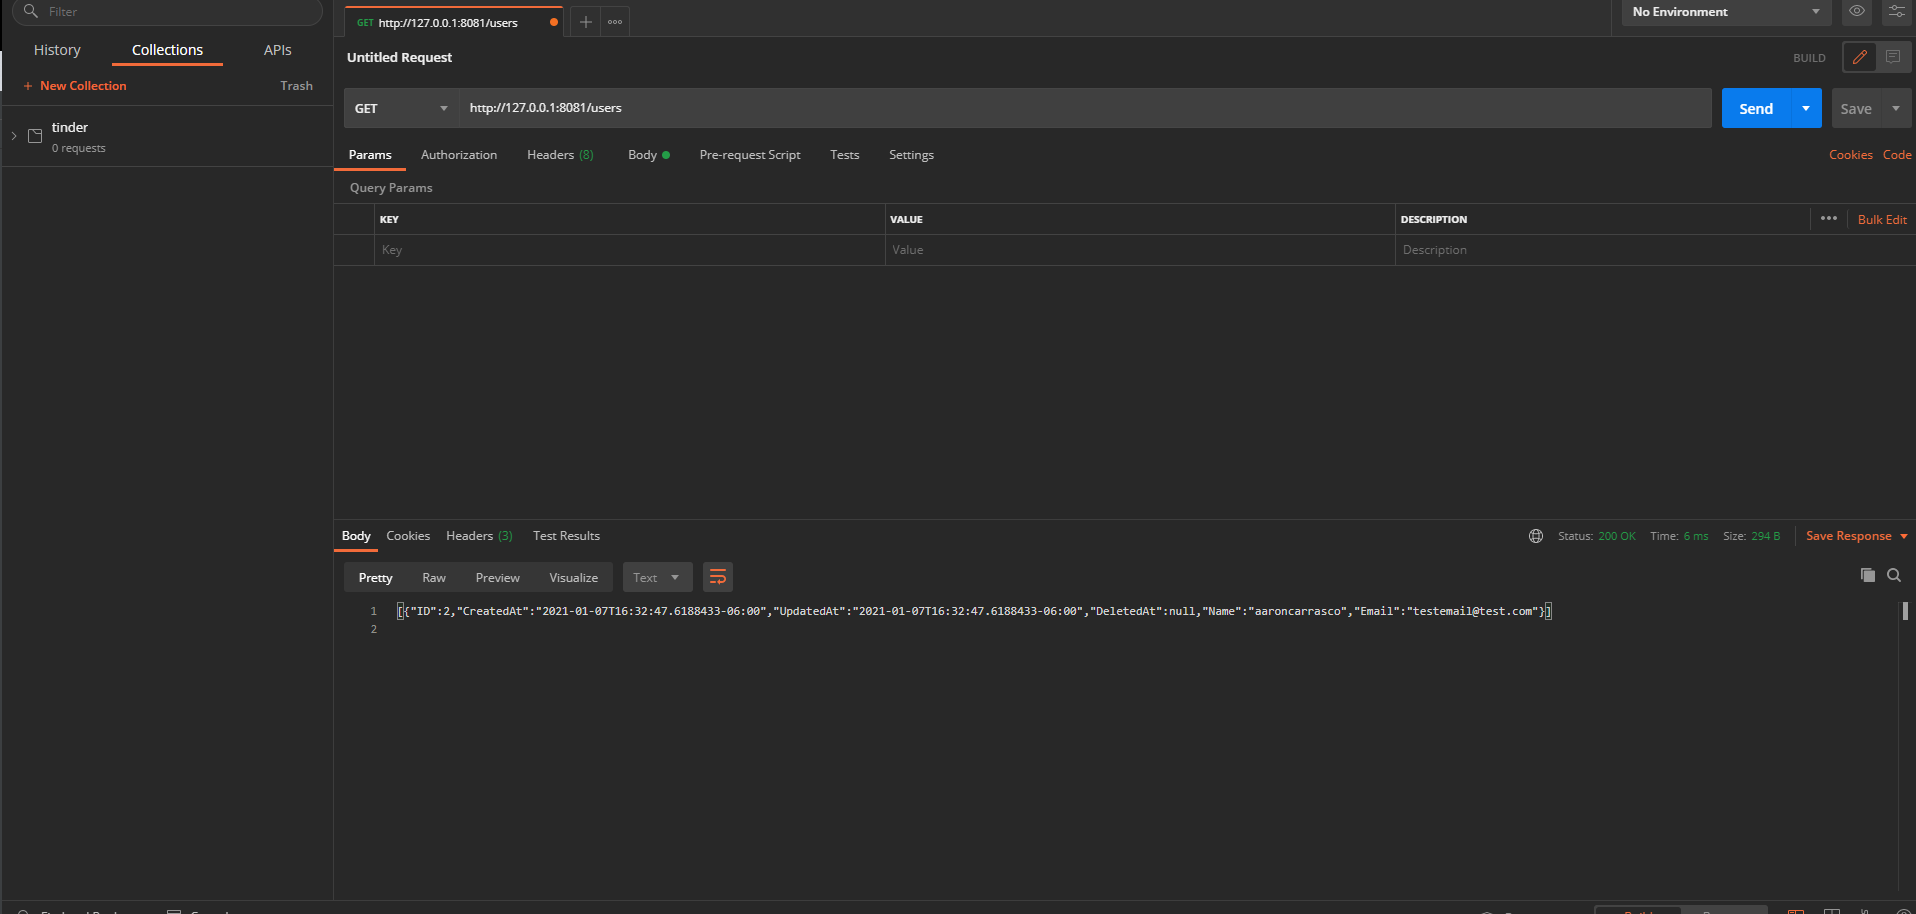 Filter
History Collections APIs
+ New Collection Trash
tinder
0 requests
GET http://127.0.0.1:8081/users
No Environment
Untitled Request
BUILD
GET http://127.0.0.1:8081/users Send Save
Params Authorization Headers (8) Body Pre-request Script Tests Settings Cookies Code
Query Params
KEY VALUE DESCRIPTION Bulk Edit
Key Value Description
Body Cookies Headers (3) Test Results Status: 200 OK Time: 6 ms Size: 294 B Save Response
Pretty Raw Preview Visualize Text
1 [{"ID":2,"CreatedAt":"2021-01-07T16:32:47.6188433-06:00","UpdatedAt":"2021-01-07T16:32:47.6188433-06:00","DeletedAt":null,"Name":"aaroncarrasco","Email":"testemail@test.com"}]
2